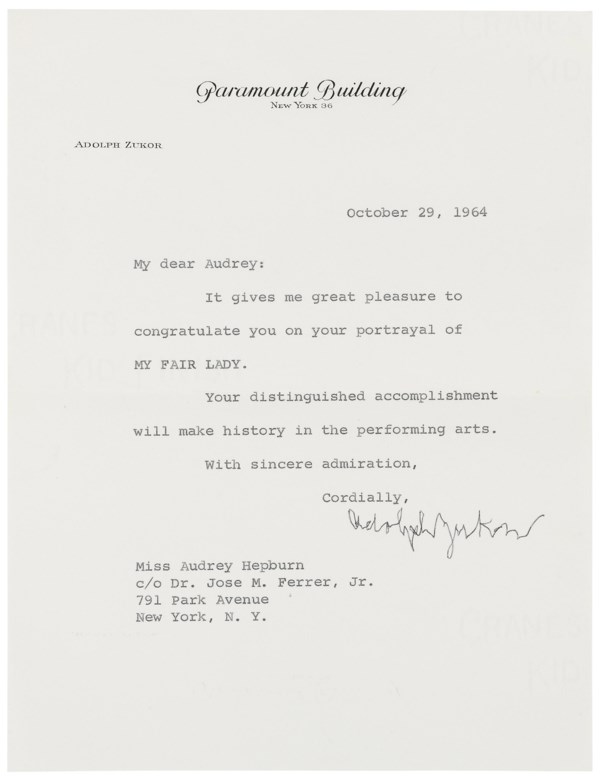 Paramount Building
New York 36
Adolph Zukor
October 29, 1964
My dear Audrey:
It gives me great pleasure to
congratulate you on your portrayal of
MY FAIR LADY.
Your distinguished accomplishment
will make history in the performing arts.
With sincere admiration,
Cordially,
Adolph Zukor
Miss Audrey Hepburn
c/o Dr. Jose M. Ferrer, Jr.
791 Park Avenue
New York, N. Y.